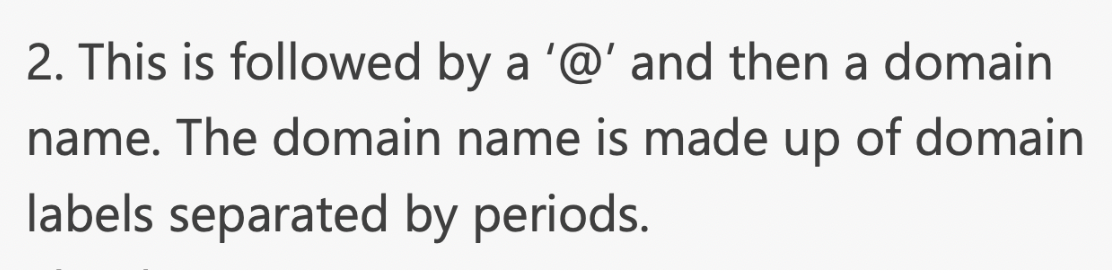 2. This is followed by a ‘@’ and then a domain
name. The domain name is made up of domain
labels separated by periods.